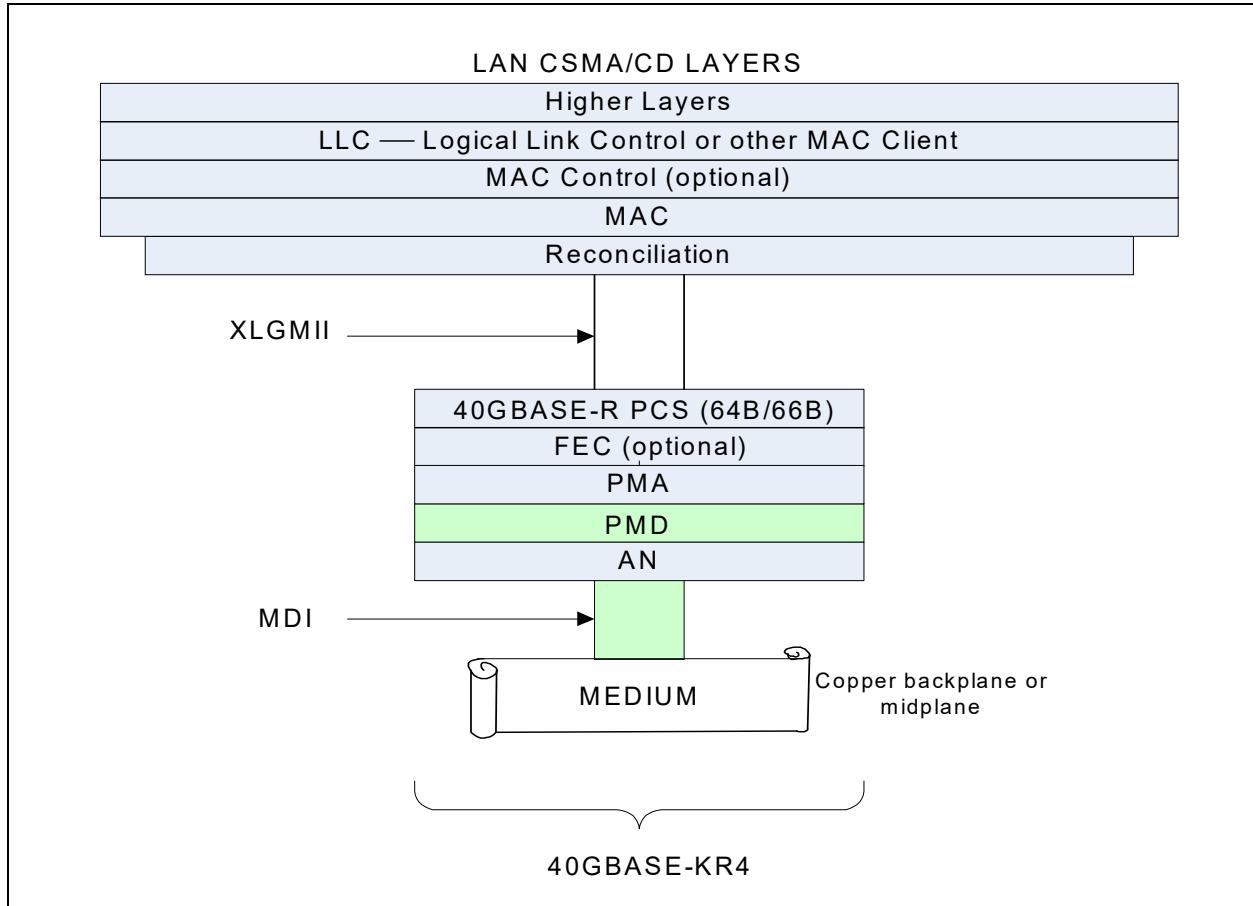 LAN CSMA/CD LAYERS
Higher Layers
LLC — Logical Link Control or other MAC Client
MAC Control (optional)
MAC
Reconciliation
XLGMII
40GBASE-R PCS (64B/66B)
FEC (optional)
PMA
PMD
AN
MDI
MEDIUM
Copper backplane or
midplane
40GBASE-KR4